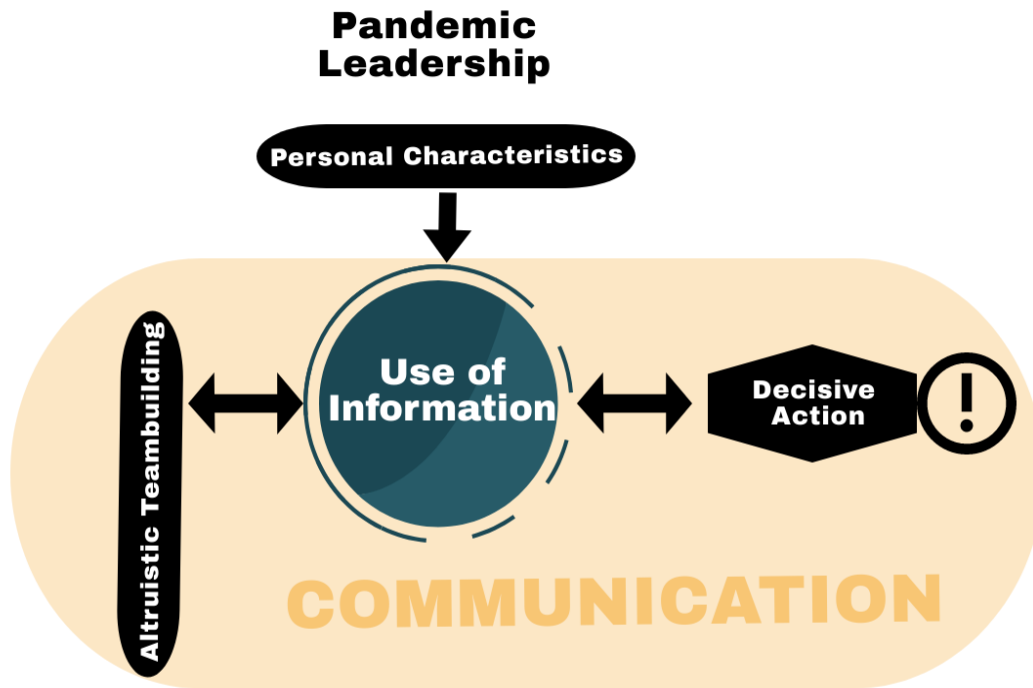 Pandemic
Leadership
Personal Characteristics
Altruistic Teambuilding
Use of
Information
Decisive
Action
!
COMMUNICATION